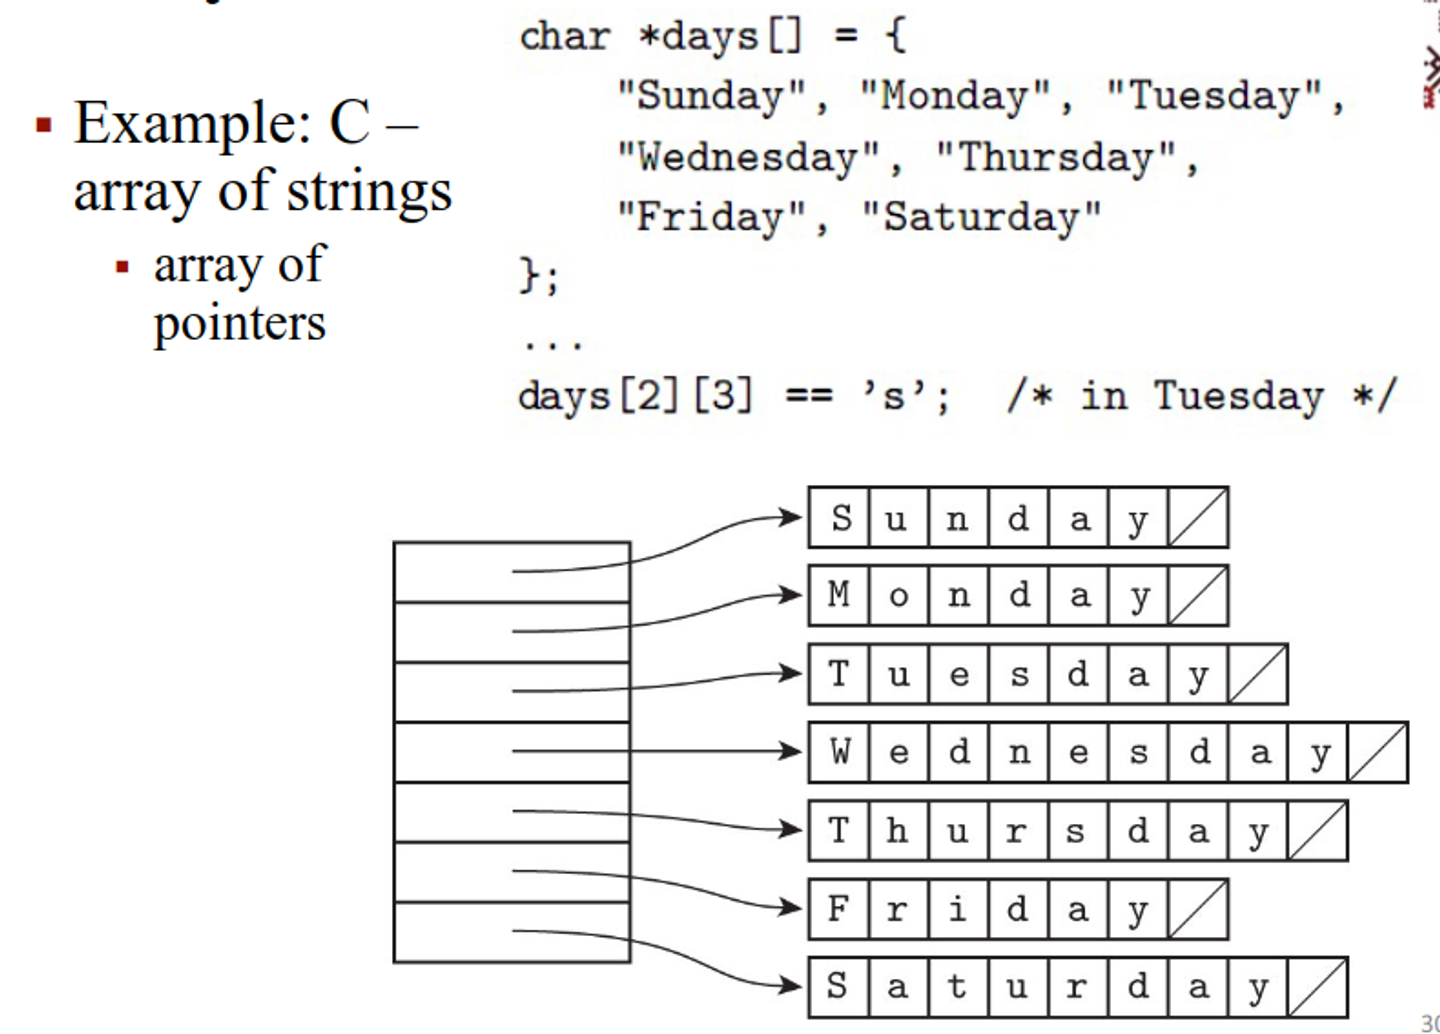 char *days[] = {
"Sunday", "Monday", "Tuesday",
"Wednesday", "Thursday",
"Friday", "Saturday"
};
...
days[2][3] == ’s’;  /* in Tuesday */
▪ Example: C –
array of strings
▪ array of
pointers
S u n d a y
M o n d a y
T u e s d a y
W e d n e s d a y
T h u r s d a y
F r i d a y
S a t u r d a y